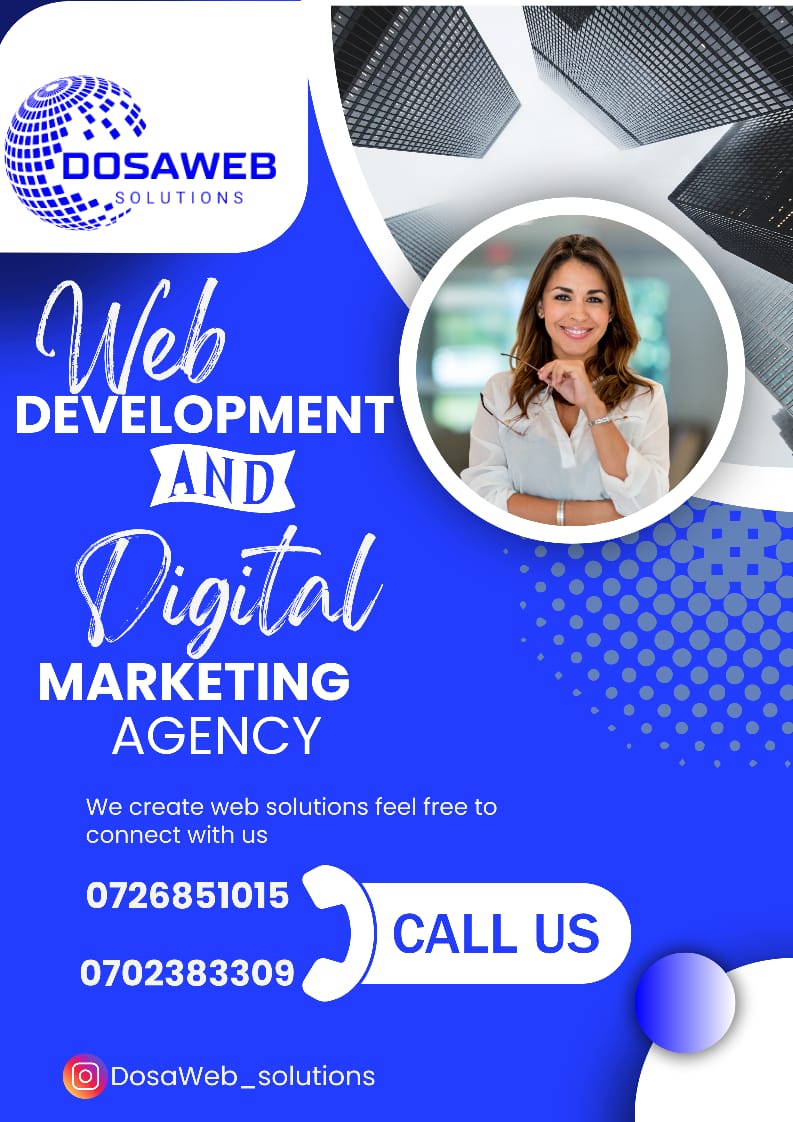 DOSAWEB
SOLUTIONS
Web
DEVELOPMENT
AND
Digital
MARKETING
AGENCY
We create web solutions feel free to
connect with us
0726851015
CALL US
0702383309
DosaWeb_solutions